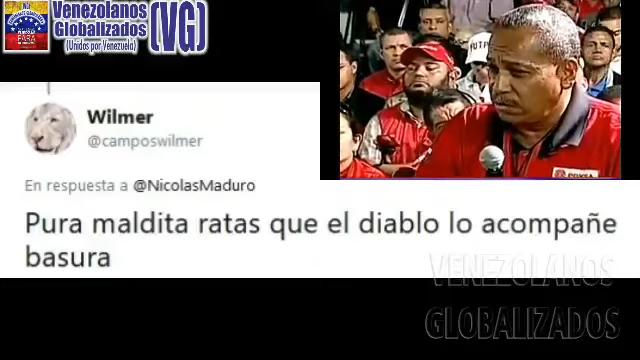 Venezolanos
Globalizados
(Unidos por Venezuela)
(VG)
Wilmer
@camposwilmer
En respuesta a @NicolasMaduro
Pura maldita ratas que el diablo lo acompañe
basura
VENEZOLANOS
GLOBALIZADOS